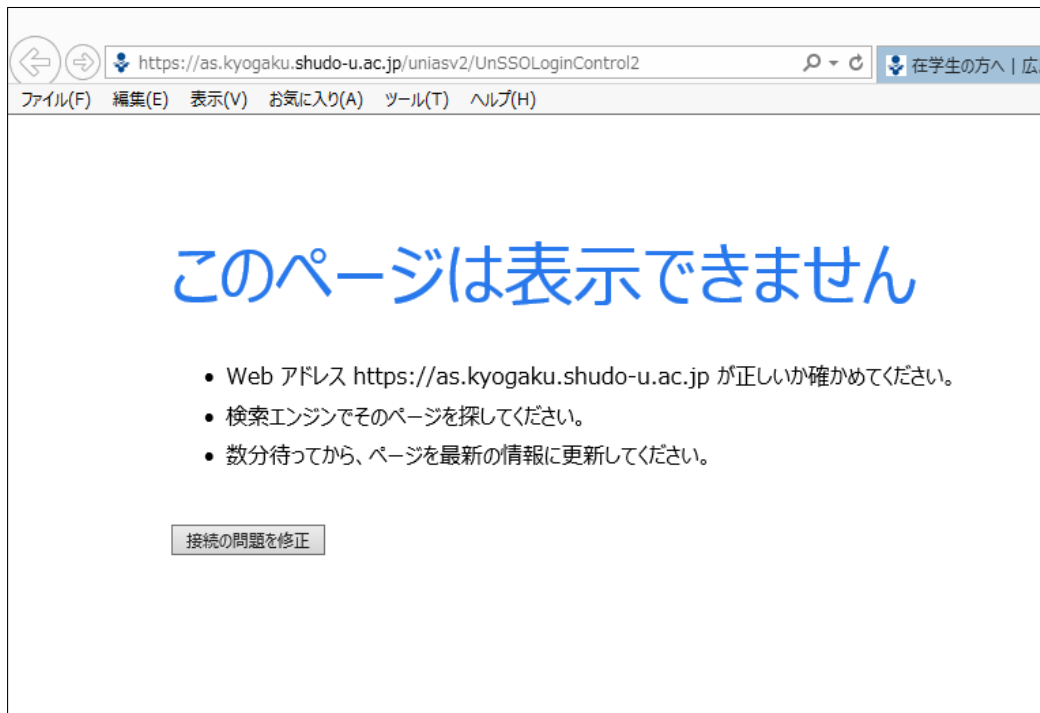 https://as.kyogaku.shudo-u.ac.jp/uniasv2/UnSSOLoginControl2
在学生の方へ | 広
ファイル(F) 編集(E) 表示(V) お気に入り(A) ツール(T) ヘルプ(H)
このページは表示できません
• Web アドレス https://as.kyogaku.shudo-u.ac.jp が正しいか確かめてください。
• 検索エンジンでそのページを探してください。
• 数分待ってから、ページを最新の情報に更新してください。
接続の問題を修正